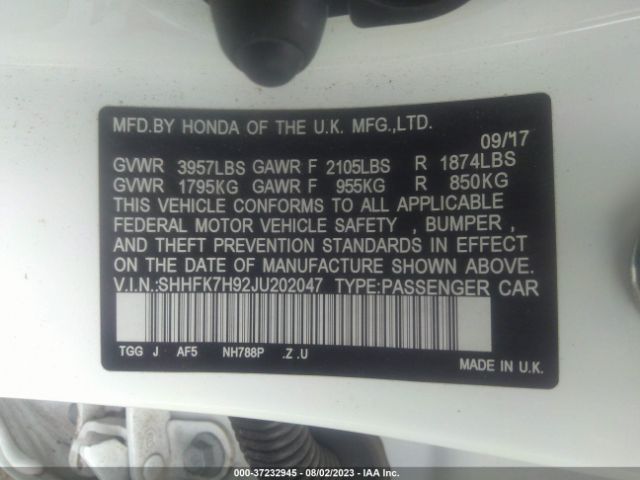 MFD.BY HONDA OF THE U.K. MFG.,LTD.
09/'17
GVWR 3957LBS GAWR F 2105LBS R 1874LBS
GVWR 1795KG GAWR F 955KG R 850KG
THIS VEHICLE CONFORMS TO ALL APPLICABLE
FEDERAL MOTOR VEHICLE SAFETY , BUMPER ,
AND THEFT PREVENTION STANDARDS IN EFFECT
ON THE DATE OF MANUFACTURE SHOWN ABOVE.
V.I.N.:SHHFK7H92JU202047 TYPE:PASSENGER CAR
TGG J AF5 NH788P .Z .U
MADE IN U.K.
000-37232945 - 08/02/2023 - IAA Inc.